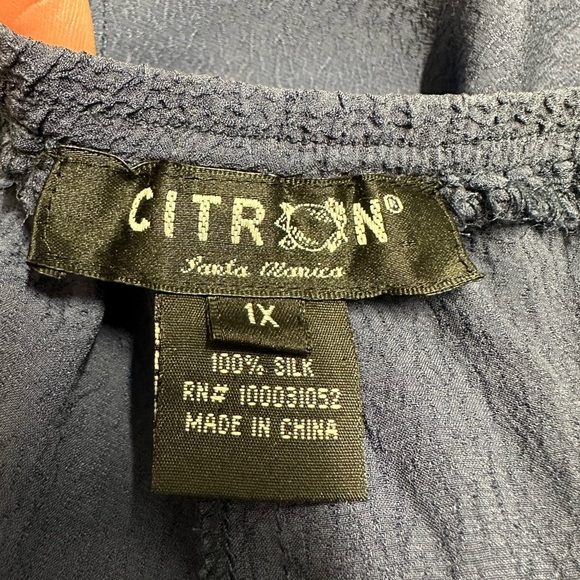 CITRON®
Santa Monica
1X
100% SILK
RN# 100031052
MADE IN CHINA